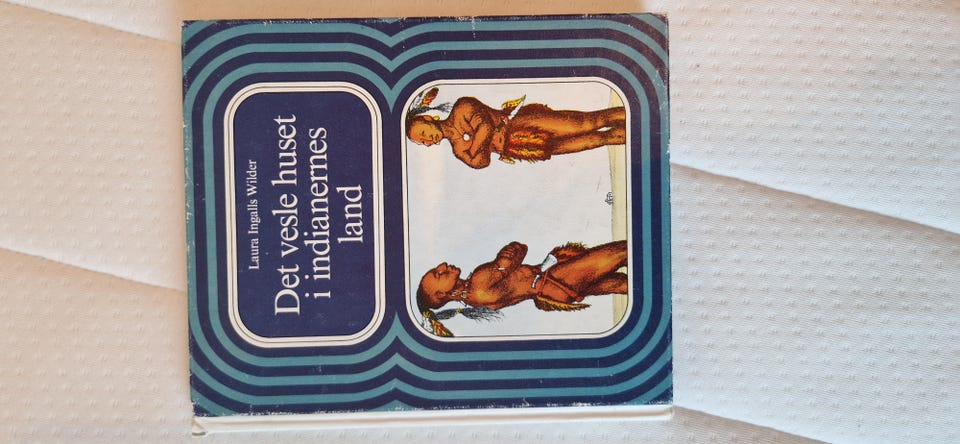 Laura Ingalls Wilder
Det vesle huset
i indianernes
land